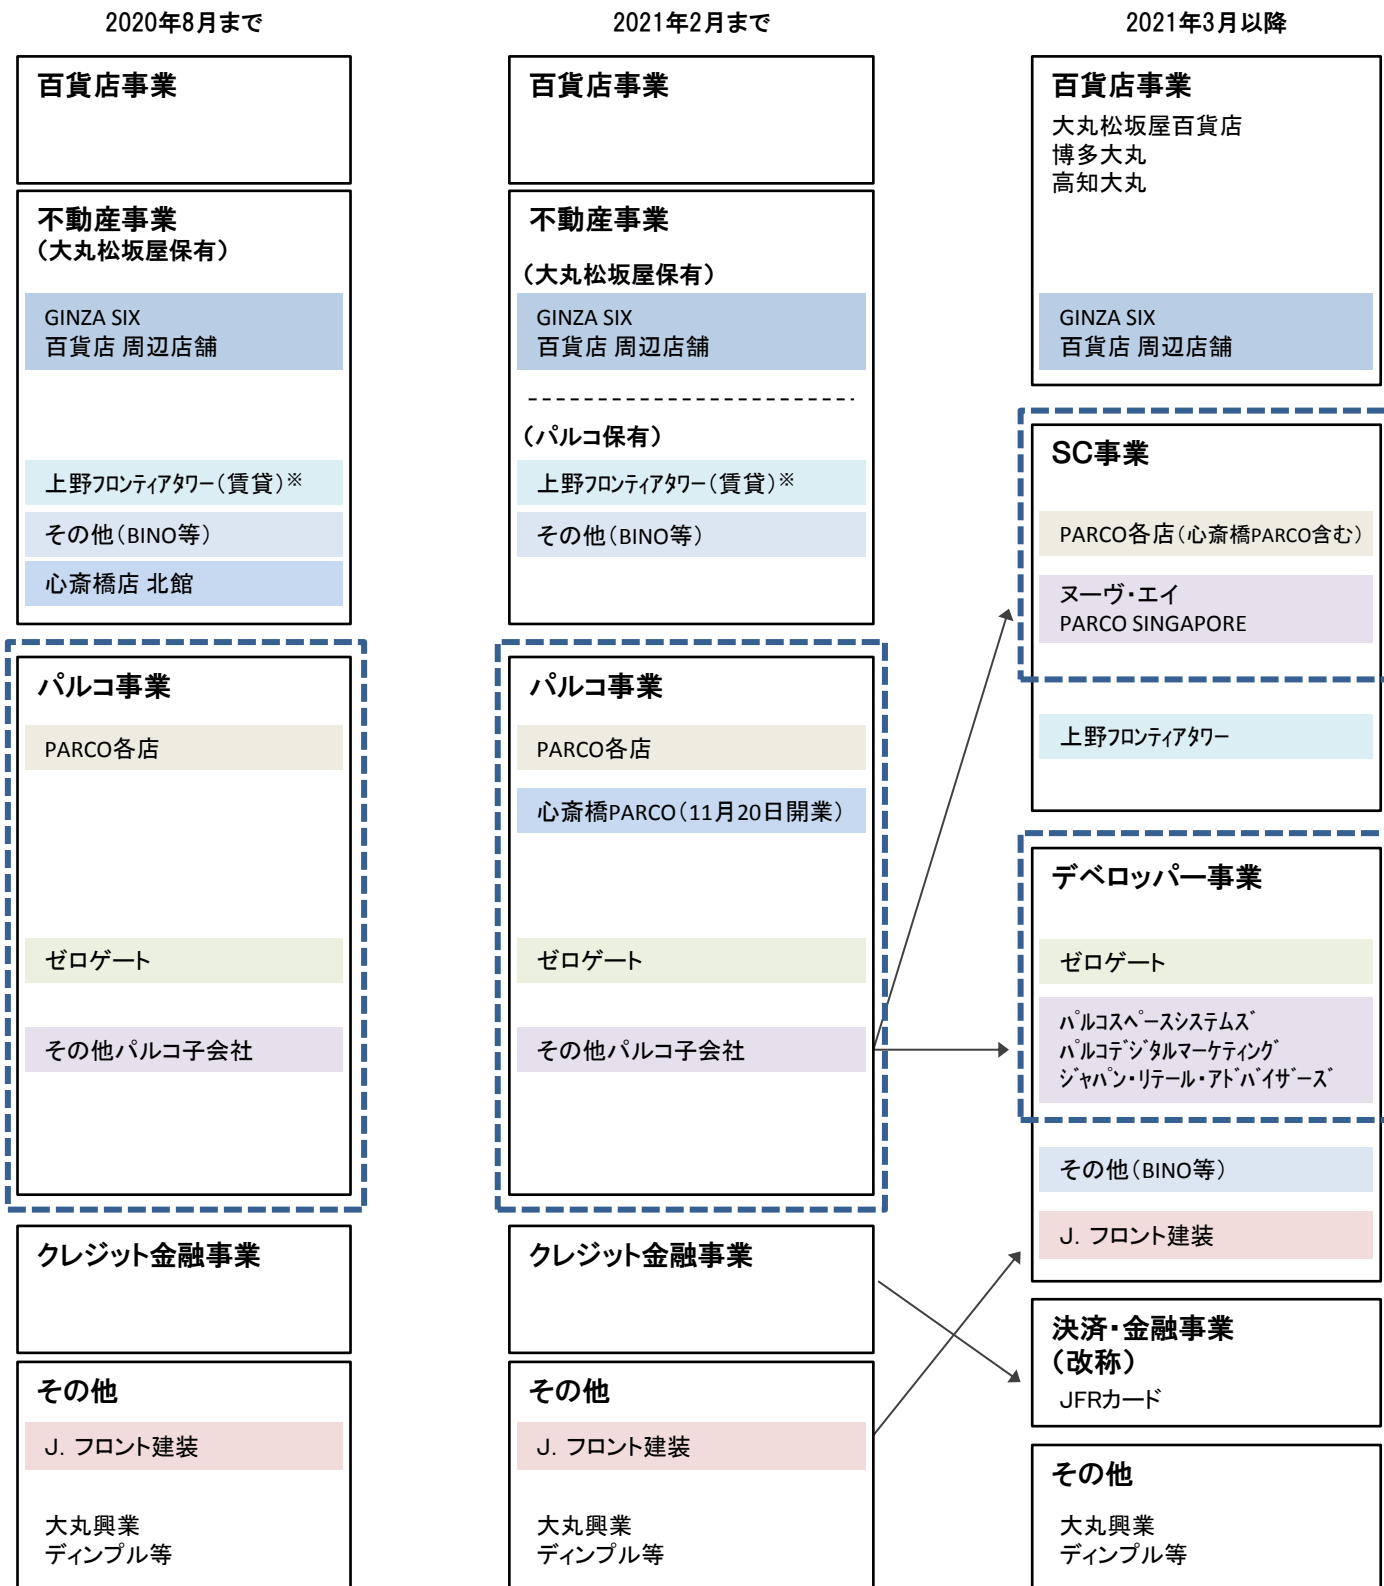 2020年8月まで
百貨店事業
不動産事業
（大丸松坂屋保有）
GINZA SIX
百貨店 周辺店舗
上野フロンティアタワー（賃貸）※
その他（BINO等）
心斎橋店 北館
パルコ事業
PARCO各店
ゼロゲート
その他パルコ子会社
クレジット金融事業
その他
J．フロント建装
大丸興業
ディンプル等
2021年2月まで
百貨店事業
不動産事業
（大丸松坂屋保有）
GINZA SIX
百貨店 周辺店舗
（パルコ保有）
上野フロンティアタワー（賃貸）※
その他（BINO等）
パルコ事業
PARCO各店
心斎橋PARCO（11月20日開業）
ゼロゲート
その他パルコ子会社
クレジット金融事業
その他
J．フロント建装
大丸興業
ディンプル等
2021年3月以降
百貨店事業
大丸松坂屋百貨店
博多大丸
高知大丸
GINZA SIX
百貨店 周辺店舗
SC事業
PARCO各店（心斎橋PARCO含む）
ヌーヴ・エイ
PARCO SINGAPORE
上野フロンティアタワー
デベロッパー事業
ゼロゲート
パルコスペースシステムズ
パルコデジタルマーケティング
ジャパン・リテール・アドバイザーズ
その他（BINO等）
J．フロント建装
決済・金融事業
（改称）
JFRカード
その他
大丸興業
ディンプル等